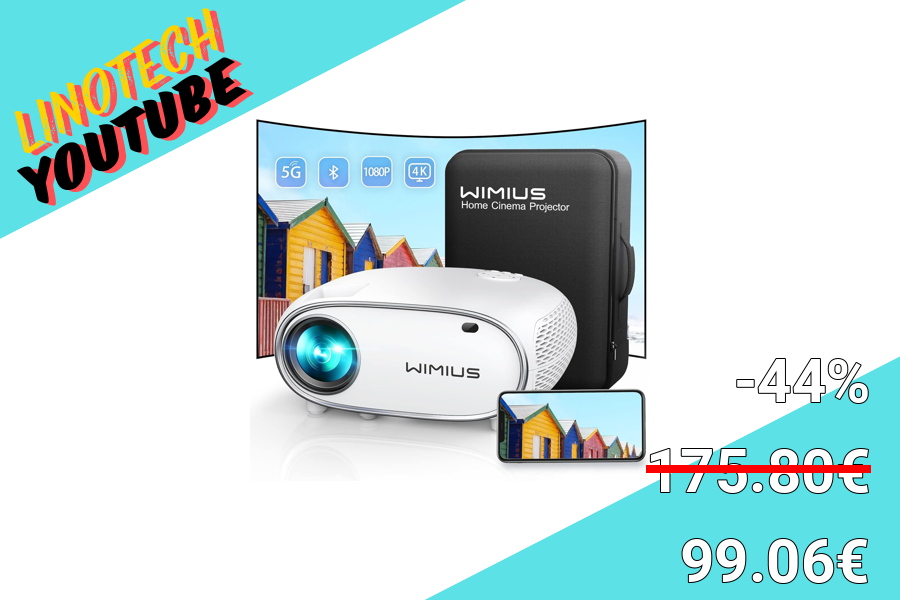 LINOTECH
YOUTUBE
5G
1080P
4K
WIMIUS
Home Cinema Projector
WIMIUS
-44%
175.80€
99.06€